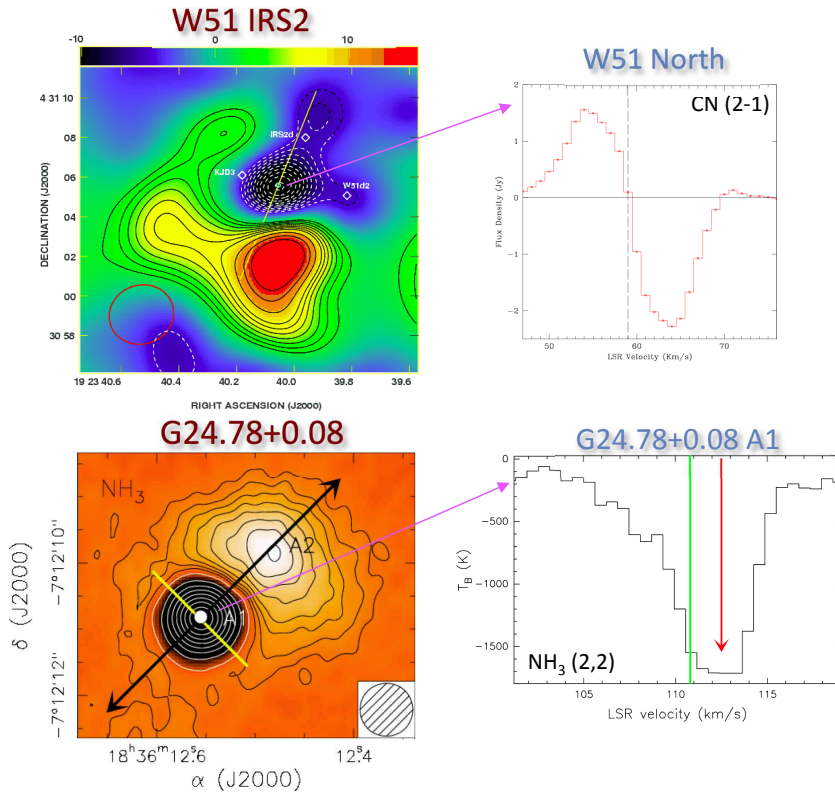 W51 IRS2
-10 0 10
4 31 10
08
06
04
02
00
30 58
DECLINATION (J2000)
IRS2d
KJD3
W51d2
19 23 40.6 40.4 40.2 40.0 39.8 39.6
RIGHT ASCENSION (J2000)
W51 North
CN (2-1)
2
1
0
-1
-2
Flux Density (Jy)
50 60 70
LSR Velocity (Km/s)
G24.78+0.08
NH₃
A2
A1
-7°12'10"
-7°12'12"
δ (J2000)
18ʰ36ᵐ12.ˢ6 12.ˢ4
α (J2000)
G24.78+0.08 A1
0
-500
-1000
-1500
T_B (K)
NH₃ (2,2)
105 110 115
LSR velocity (km/s)